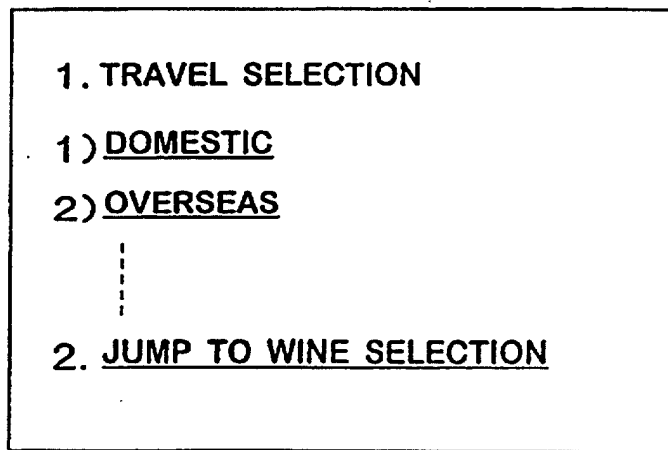 1. TRAVEL SELECTION
1) DOMESTIC
2) OVERSEAS
2. JUMP TO WINE SELECTION